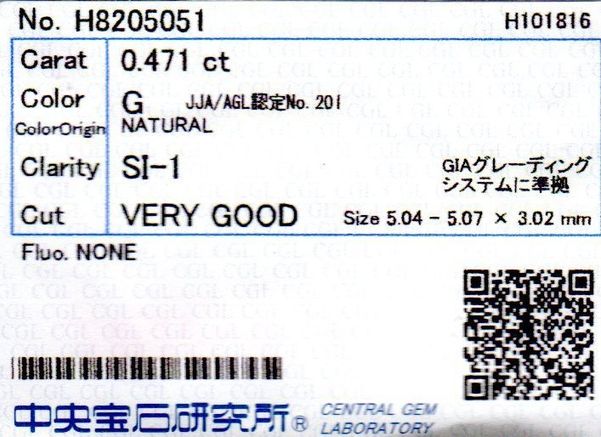 No. H8205051 H101816
Carat 0.471 ct
Color G JJA/AGL認定No. 201
ColorOrigin NATURAL
Clarity SI-1 GIAグレーディング
システムに準拠
Cut VERY GOOD Size 5.04 - 5.07 × 3.02 mm
Fluo. NONE
中央宝石研究所® CENTRAL GEM
LABORATORY